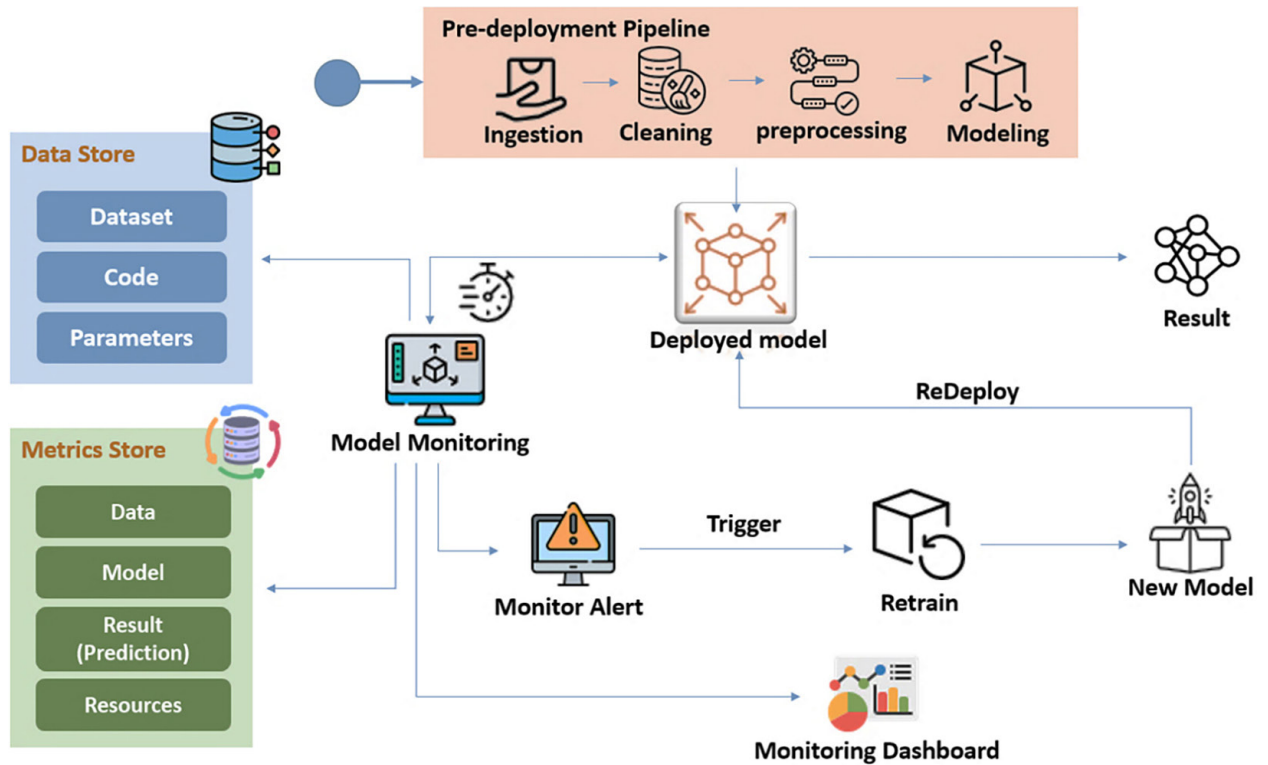 Pre-deployment Pipeline
Ingestion
Cleaning
preprocessing
Modeling
Data Store
Dataset
Code
Parameters
Deployed model
Result
Model Monitoring
ReDeploy
Metrics Store
Data
Model
Result
(Prediction)
Resources
Monitor Alert
Trigger
Retrain
New Model
Monitoring Dashboard